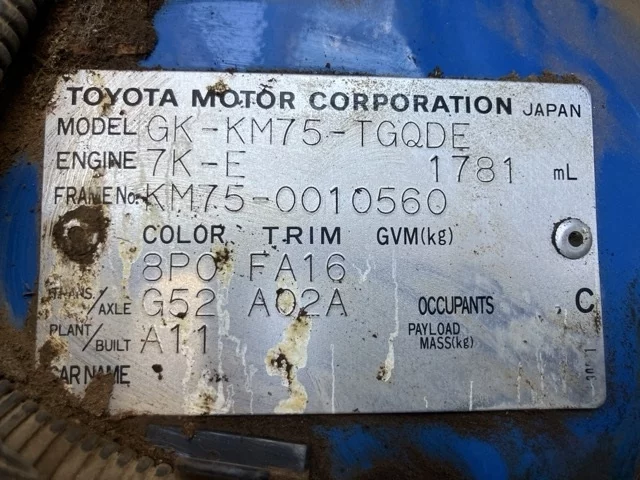 TOYOTA MOTOR CORPORATION JAPAN
MODEL GK-KM75-TGQDE
ENGINE 7K-E 1781 mL
FRAME No. KM75-0010560
COLOR TRIM GVM(kg)
8P0 FA16
TRANS/AXLE G52 A02A OCCUPANTS C
PLANT/BUILT A11 PAYLOAD MASS(kg)
CAR NAME